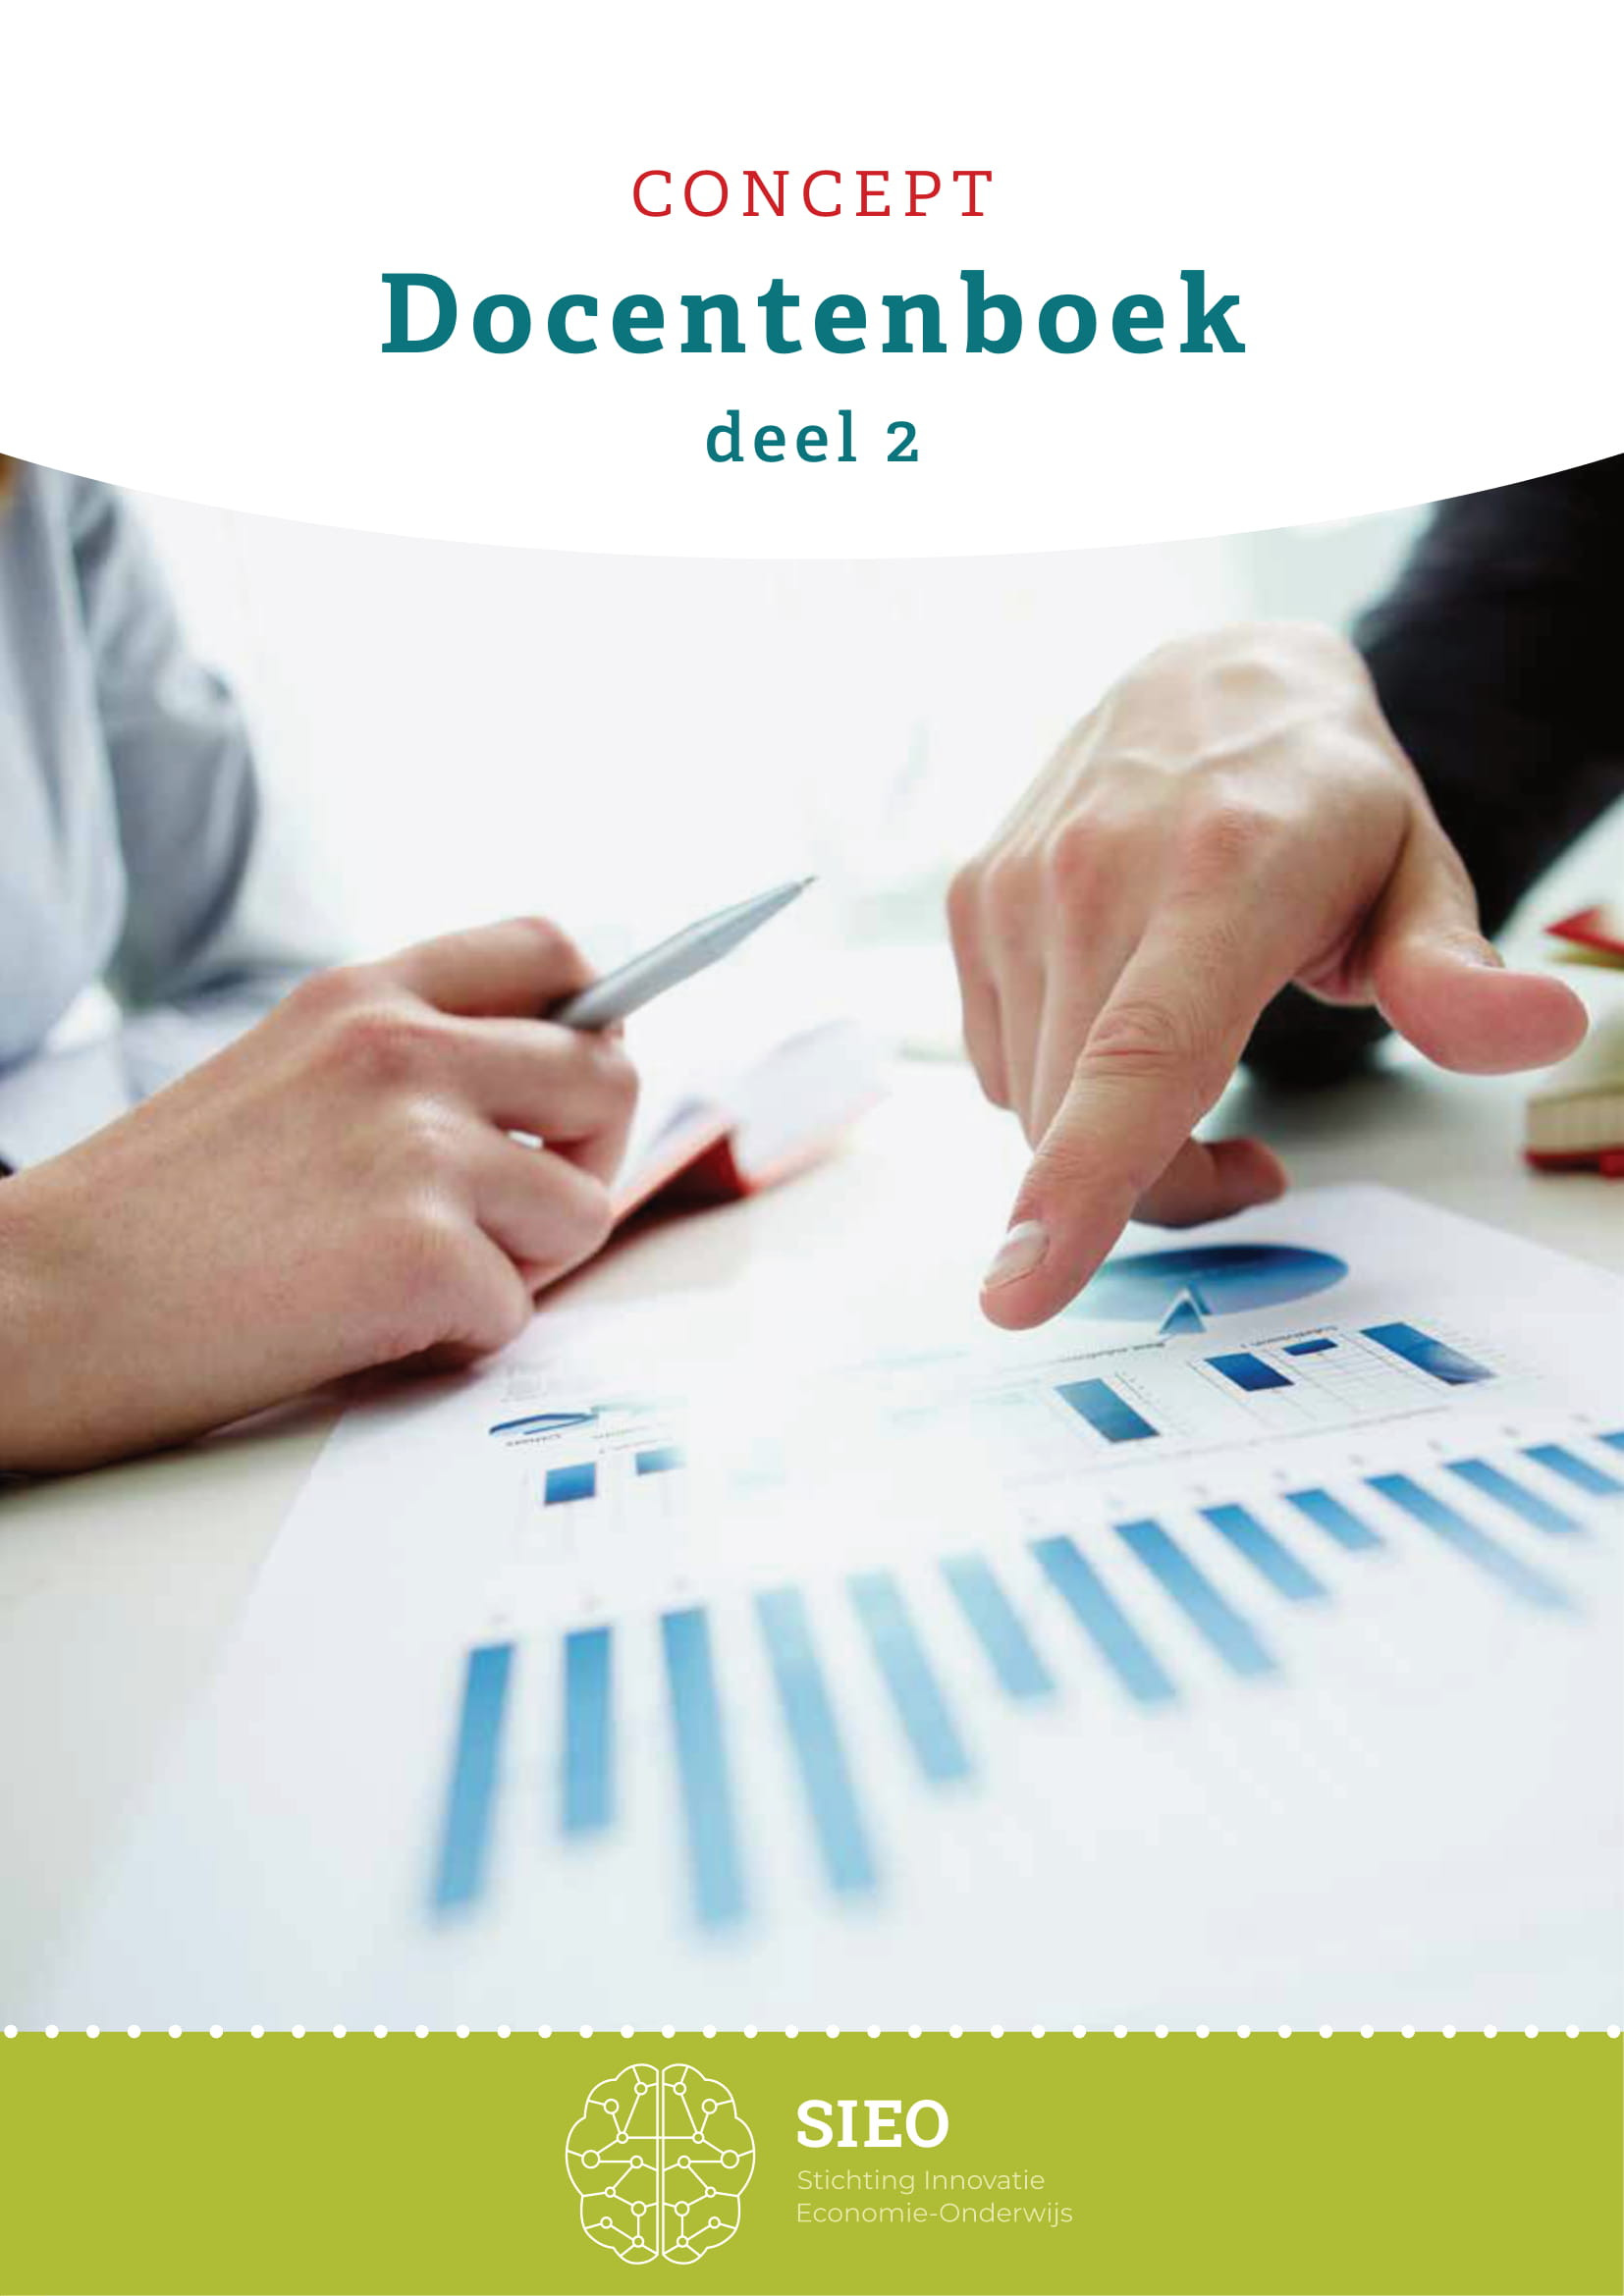 CONCEPT
Docentenboek
deel 2
SIEO
Stichting Innovatie
Economie-Onderwijs